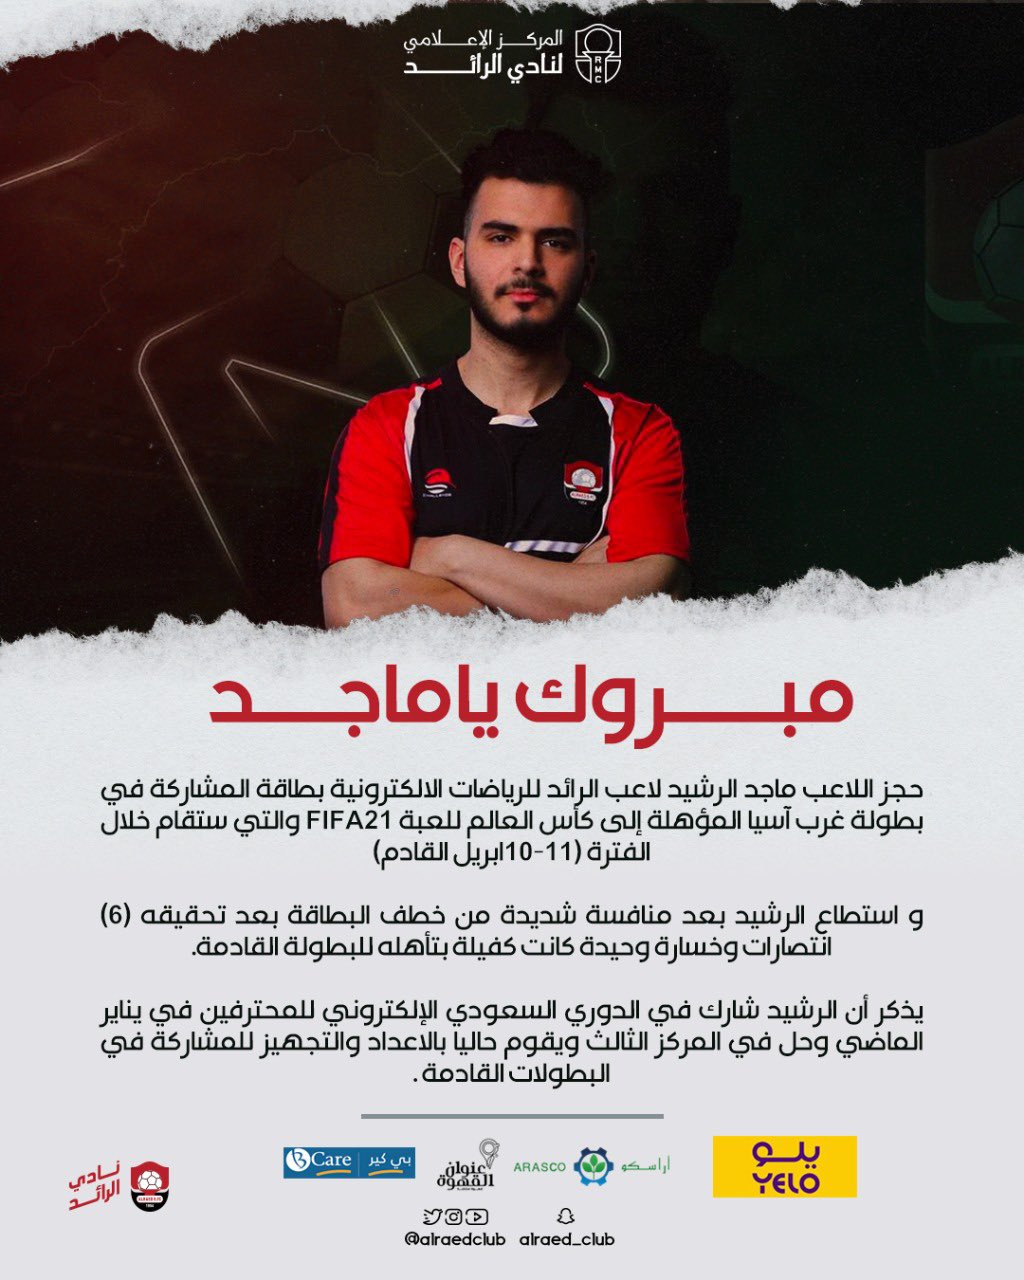 المركز الإعلامي
لنادي الرائد
RMC
مبروك ياماجد
حجز اللاعب ماجد الرشيد لاعب الرائد للرياضات الالكترونية بطاقة المشاركة في
بطولة غرب آسيا المؤهلة إلى كأس العالم للعبة FIFA21 والتي ستقام خلال
الفترة (11-10ابريل القادم)
و استطاع الرشيد بعد منافسة شديدة من خطف البطاقة بعد تحقيقه (6)
انتصارات وخسارة وحيدة كانت كفيلة بتأهله للبطولة القادمة.
يذكر أن الرشيد شارك في الدوري السعودي الإلكتروني للمحترفين في يناير
الماضي وحل في المركز الثالث ويقوم حاليا بالاعداد والتجهيز للمشاركة في
البطولات القادمة .
نادي
الرائد
BCare بي كير
عنوان
القهوة
ARASCO أراسكو
يلو
YELO
@alraedclub alraed_club